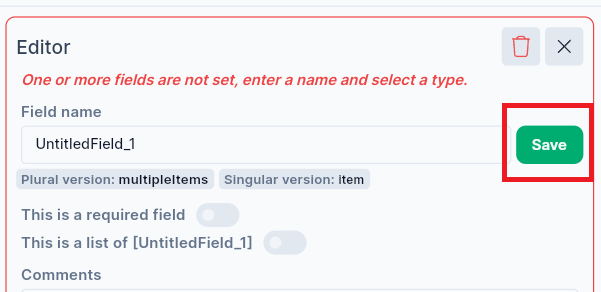 Editor
One or more fields are not set, enter a name and select a type.
Field name
UntitledField_1
Save
Plural version: multipleItems Singular version: item
This is a required field
This is a list of [UntitledField_1]
Comments